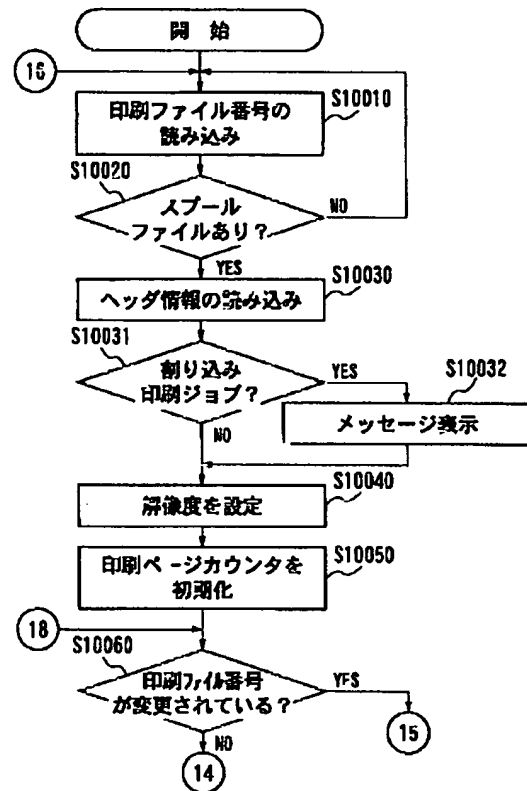 開 始
16
印刷ファイル番号の
読み込み
S10010
S10020
スプール
ファイルあり?
NO
YES
ヘッダ情報の読み込み
S10030
S10031
割り込み
印刷ジョブ?
YES
S10032
メッセージ表示
NO
解像度を設定
S10040
印刷ページカウンタを
初期化
S10050
18
S10060
印刷ファイル番号
が変更されている?
YES
15
NO
14